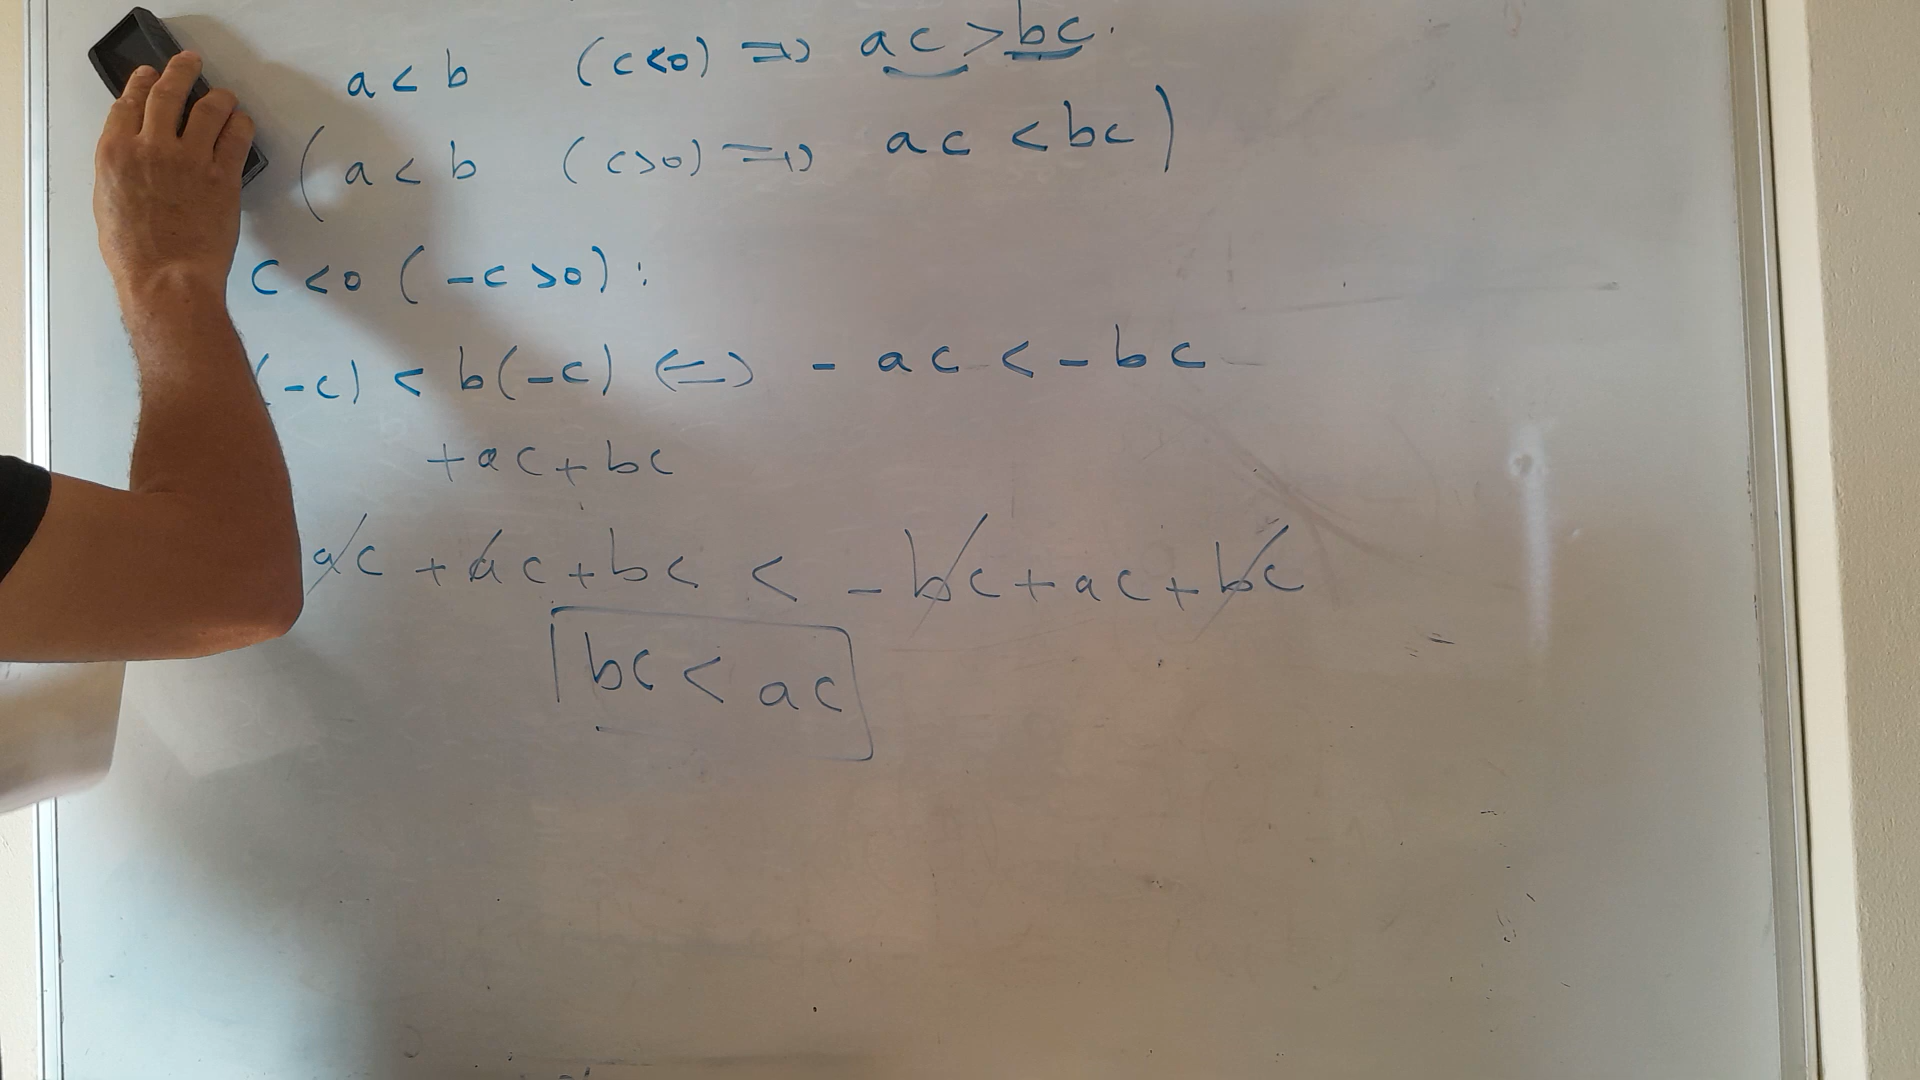 a < b (c<0) => ac > bc.
(a < b (c>0) => ac < bc)
c < 0 (-c > 0) :
(-c) < b(-c) <=> - ac < - bc
+ac+bc
ac + ac + bc < - bc + ac + bc
bc < ac